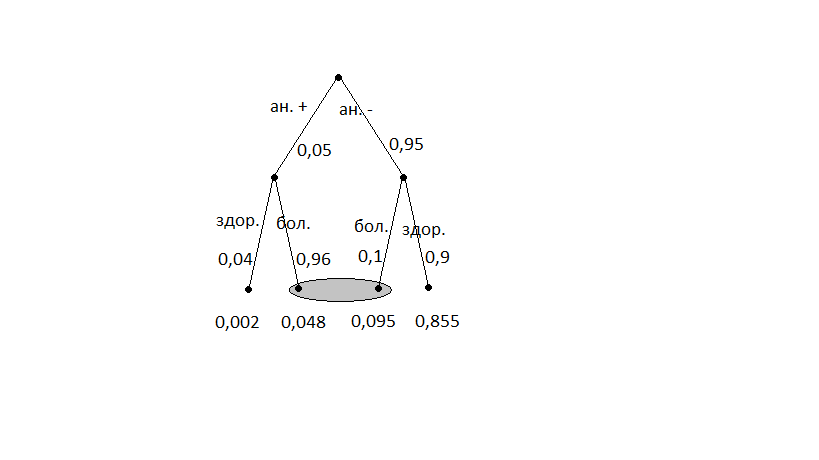 ан. +
ан. -
0,05
0,95
здор.
бол.
бол.
здор.
0,04
0,96
0,1
0,9
0,002
0,048
0,095
0,855